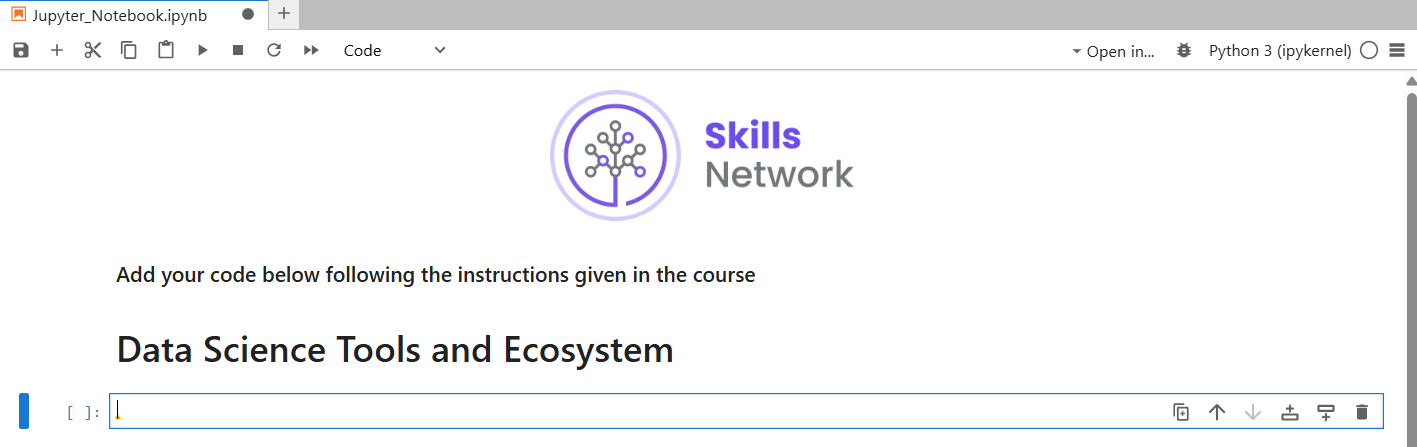 Jupyter_Notebook.ipynb
Code
Open in...
Python 3 (ipykernel)
Skills
Network
Add your code below following the instructions given in the course
Data Science Tools and Ecosystem
[ ]: